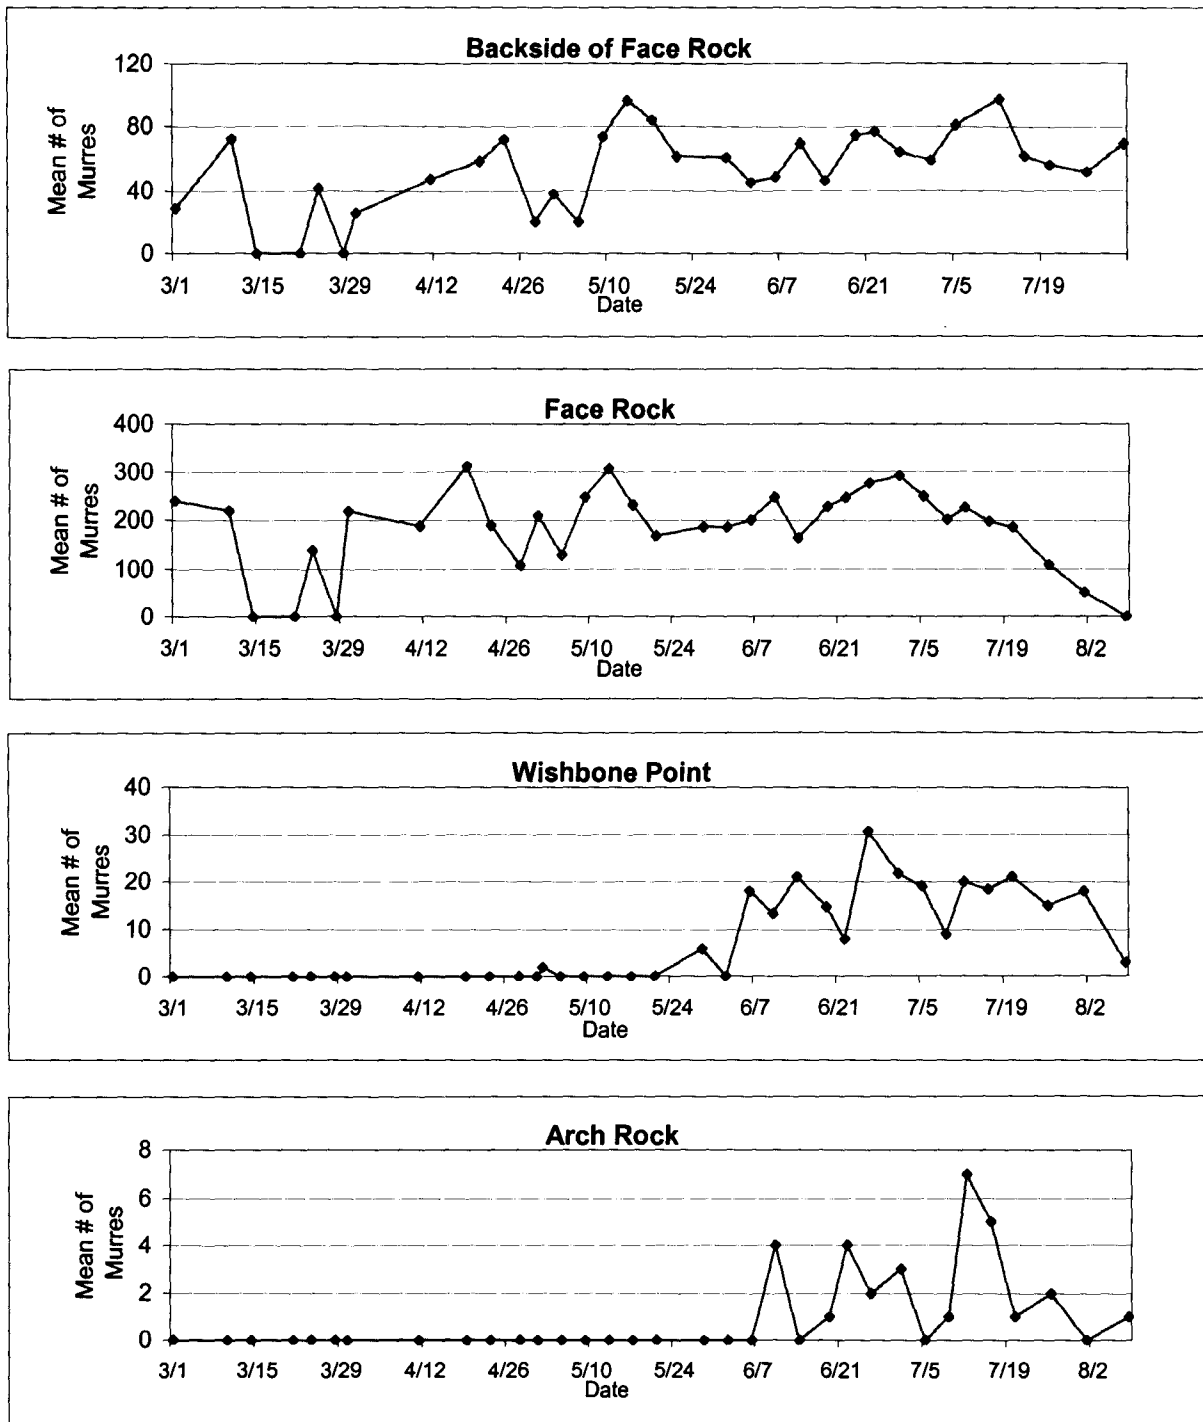 Backside of Face Rock
Mean # of
Murres
120
80
40
0
3/1 3/15 3/29 4/12 4/26 5/10 5/24 6/7 6/21 7/5 7/19
Date
Face Rock
Mean # of
Murres
400
300
200
100
0
3/1 3/15 3/29 4/12 4/26 5/10 5/24 6/7 6/21 7/5 7/19 8/2
Date
Wishbone Point
Mean # of
Murres
40
30
20
10
0
3/1 3/15 3/29 4/12 4/26 5/10 5/24 6/7 6/21 7/5 7/19 8/2
Date
Arch Rock
Mean # of
Murres
8
6
4
2
0
3/1 3/15 3/29 4/12 4/26 5/10 5/24 6/7 6/21 7/5 7/19 8/2
Date